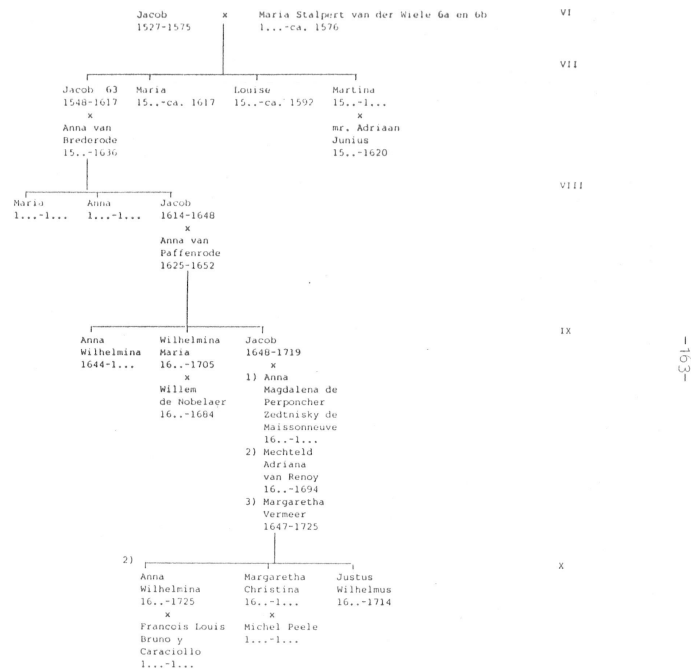 Jacob x Maria Stalpert van der Wiele 6a en 6b VI
1527-1575 1...-ca. 1576
VII
Jacob 63 Maria Louise Martina
1548-1617 15..-ca. 1617 15..-ca. 1592 15..-1...
x x
Anna van mr. Adriaan
Brederode Junius
15..-1636 15..-1620
VIII
Maria Anna Jacob
1...-1... 1...-1... 1614-1648
x
Anna van
Paffenrode
1625-1652
IX
Anna Wilhelmina Jacob
Wilhelmina Maria 1648-1719
1644-1... 16..-1705 x
x 1) Anna
Willem Magdalena de
de Nobelaer Perponcher
16..-1684 Zedtnisky de
Maissonneuve
16..-1...
2) Mechteld
Adriana
van Renoy
16..-1694
3) Margaretha
Vermeer
1647-1725
-163-
2) X
Anna Margaretha Justus
Wilhelmina Christina Wilhelmus
16..-1725 16..-1... 16..-1714
x x
Francois Louis Michel Peele
Bruno y 1...-1...
Caraciollo
1...-1...